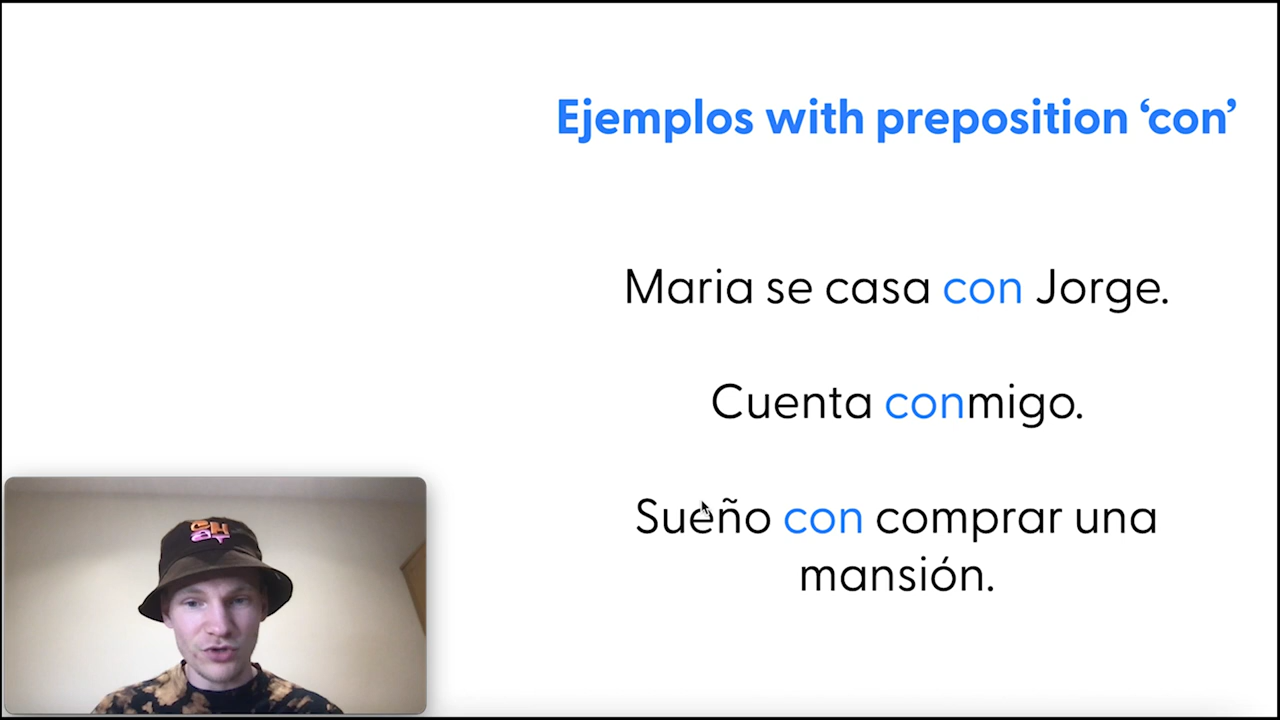 Ejemplos with preposition ‘con’
Maria se casa con Jorge.
Cuenta conmigo.
Sueño con comprar una
mansión.